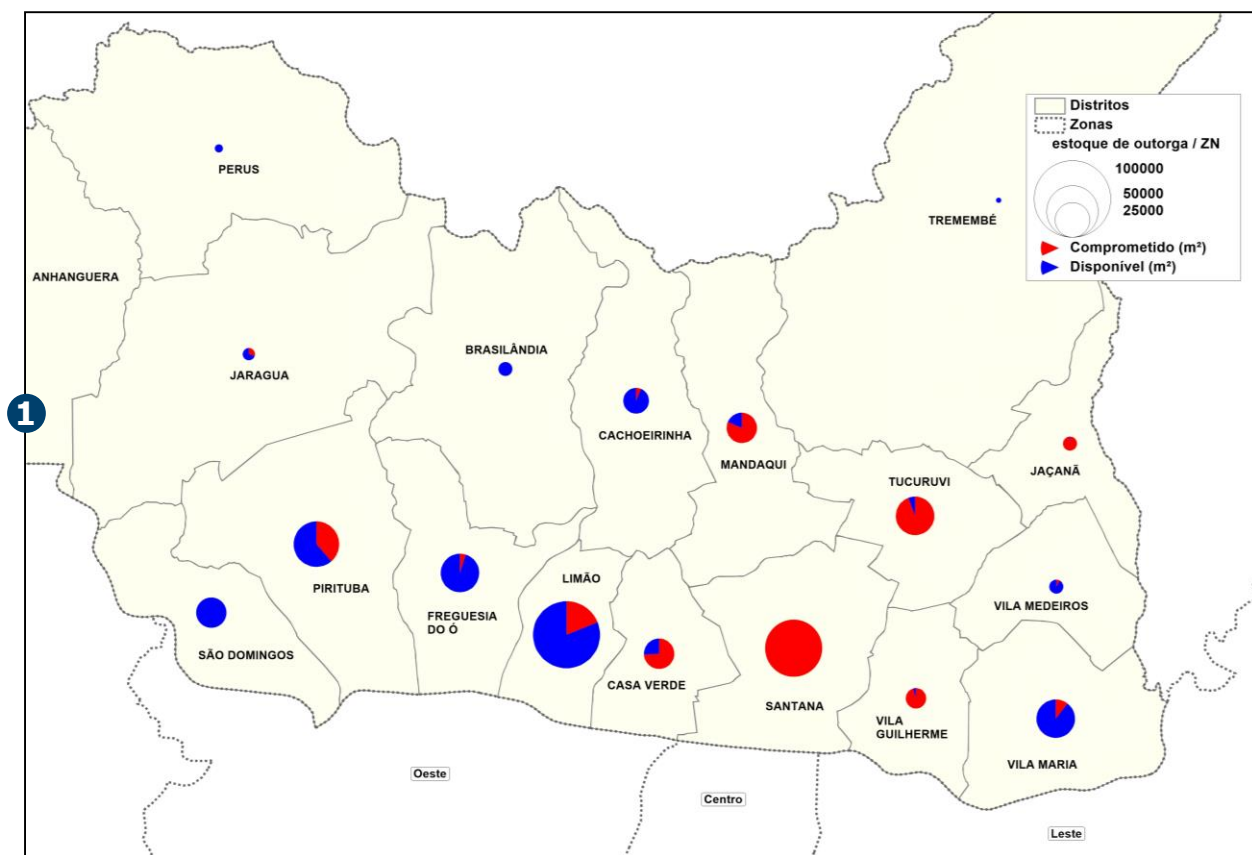 PERUS
Distritos
Zonas
estoque de outorga / ZN
100000
50000
25000
Comprometido (m²)
Disponível (m²)
TREMEMBÉ
ANHANGUERA
JARAGUA
BRASILÂNDIA
1
CACHOEIRINHA
MANDAQUI
JAÇANÃ
TUCURUVI
PIRITUBA
FREGUESIA
DO Ó
LIMÃO
VILA MEDEIROS
SÃO DOMINGOS
CASA VERDE
SANTANA
VILA
GUILHERME
VILA MARIA
Oeste
Centro
Leste